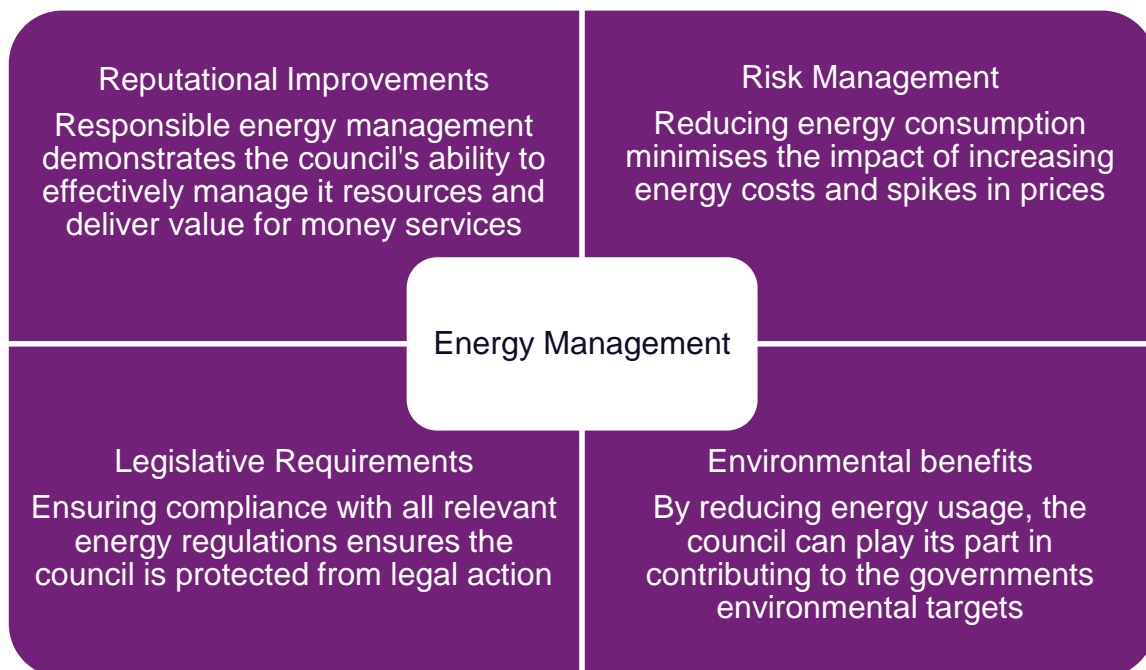 Reputational Improvements
Responsible energy management
demonstrates the council's ability to
effectively manage it resources and
deliver value for money services
Risk Management
Reducing energy consumption
minimises the impact of increasing
energy costs and spikes in prices
Energy Management
Legislative Requirements
Ensuring compliance with all relevant
energy regulations ensures the
council is protected from legal action
Environmental benefits
By reducing energy usage, the
council can play its part in
contributing to the governments
environmental targets